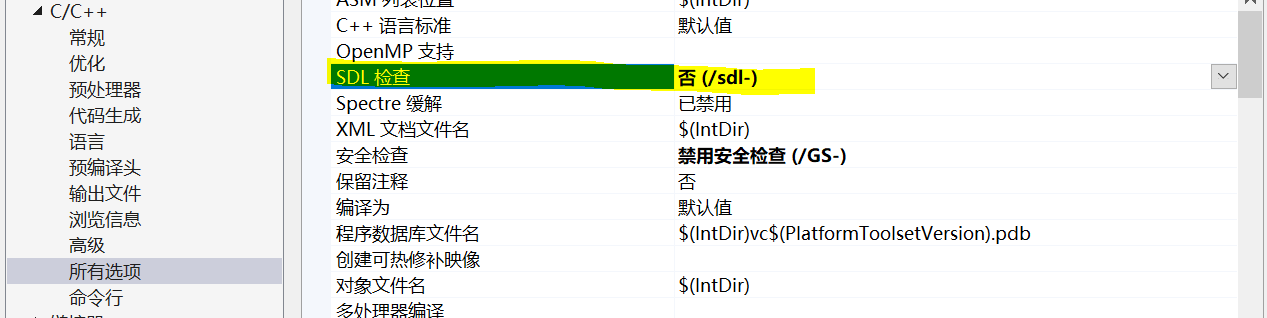 C/C++
常规
优化
预处理器
代码生成
语言
预编译头
输出文件
浏览信息
高级
所有选项
命令行
ASM 列表位置 $(IntDir)
C++ 语言标准 默认值
OpenMP 支持
SDL 检查 否 (/sdl-)
Spectre 缓解 已禁用
XML 文档文件名 $(IntDir)
安全检查 禁用安全检查 (/GS-)
保留注释 否
编译为 默认值
程序数据库文件名 $(IntDir)vc$(PlatformToolsetVersion).pdb
创建可热修补映像
对象文件名 $(IntDir)
多处理器编译